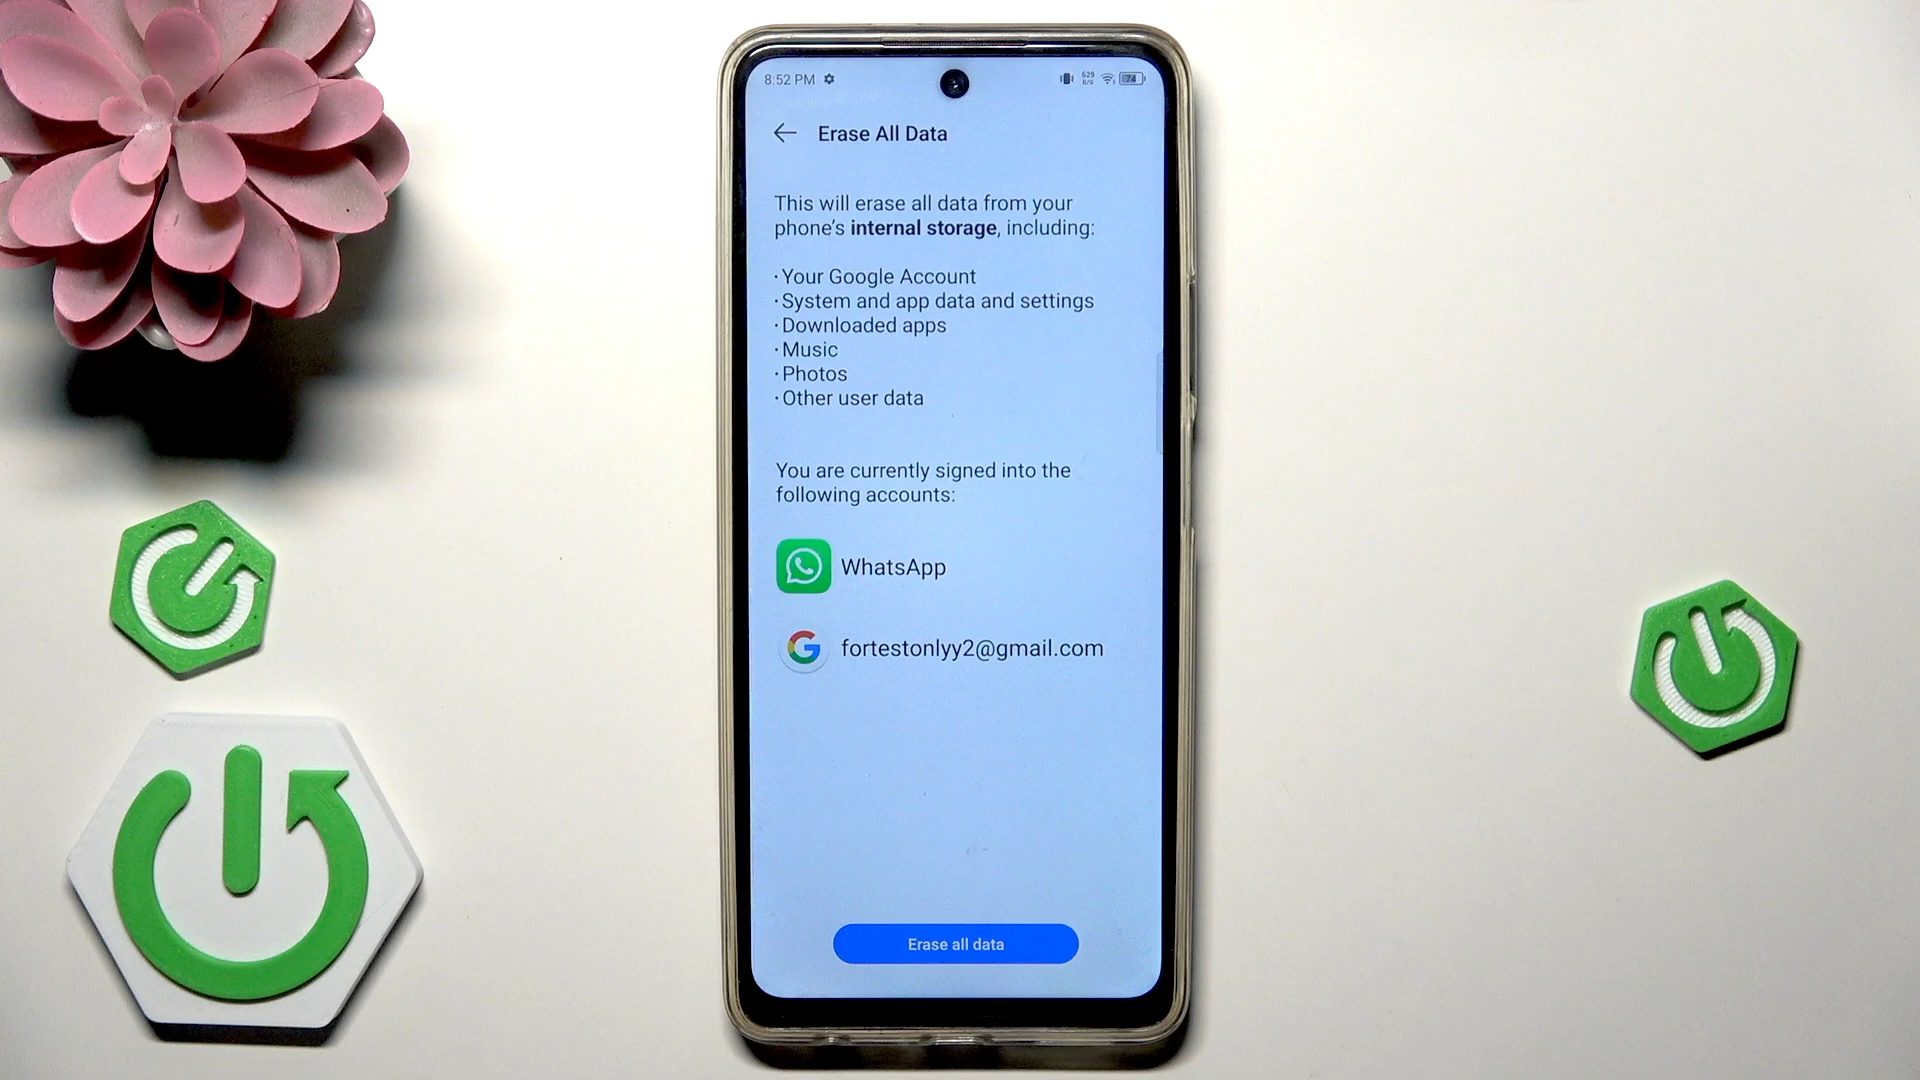 8:52 PM
629
B/S
74
Erase All Data
This will erase all data from your
phone's internal storage, including:
·Your Google Account
·System and app data and settings
·Downloaded apps
·Music
·Photos
·Other user data
You are currently signed into the
following accounts:
WhatsApp
fortestonlyy2@gmail.com
Erase all data